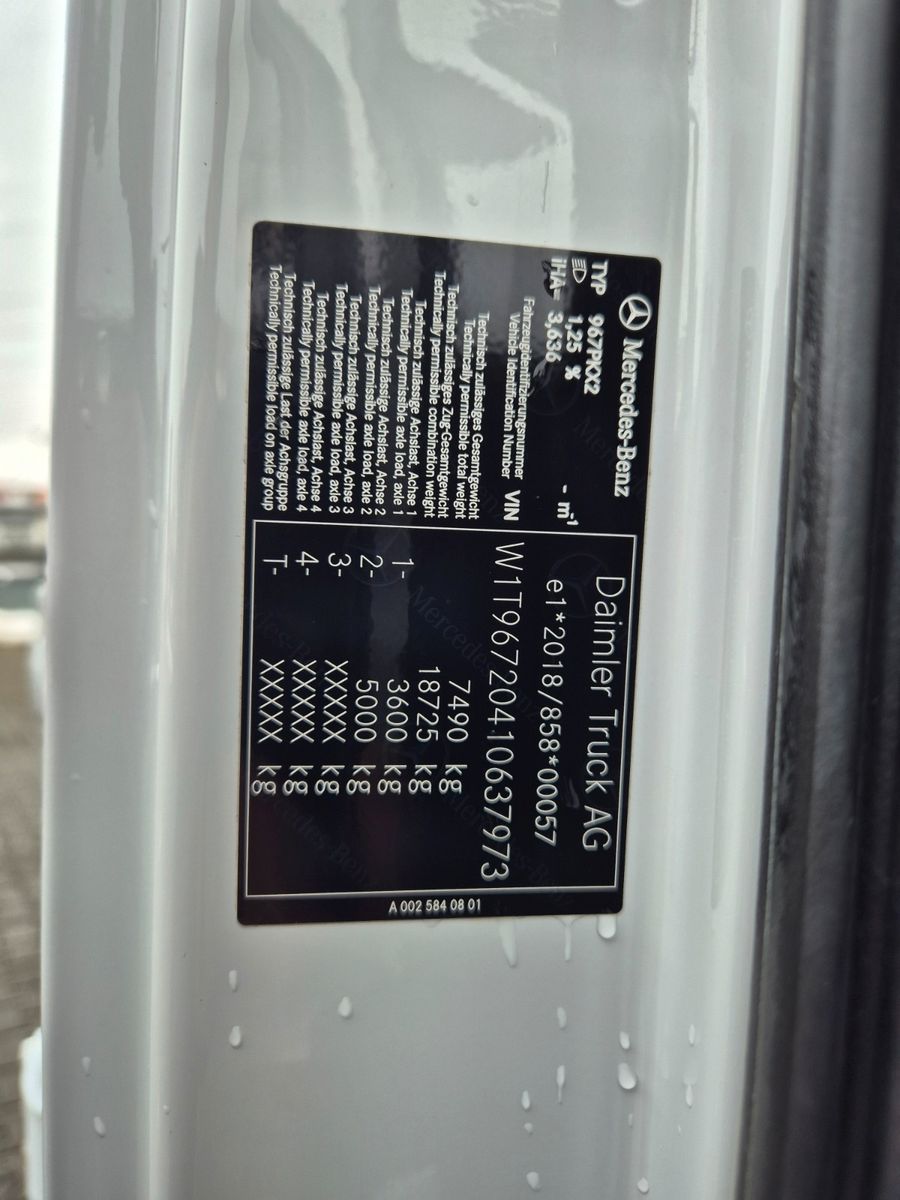 Mercedes-Benz
TYP 967PKX2
1,25 %
IHA= 3,636 - m-1
Fahrzeugidentifizierungsnummer
Vehicle Identification Number VIN
Technisch zulässiges Gesamtgewicht
Technically permissible total weight
Technisch zulässiges Zug-Gesamtgewicht
Technically permissible combination weight
Technisch zulässige Achslast, Achse 1
Technically permissible axle load, axle 1
Technisch zulässige Achslast, Achse 2
Technically permissible axle load, axle 2
Technisch zulässige Achslast, Achse 3
Technically permissible axle load, axle 3
Technisch zulässige Achslast, Achse 4
Technically permissible axle load, axle 4
Technisch zulässige Last der Achsgruppe
Technically permissible load on axle group
Daimler Truck AG
e1*2018/858*00057
W1T96720410637973
7490 kg
18725 kg
1- 3600 kg
2- 5000 kg
3- XXXXX kg
4- XXXXX kg
T- XXXXX kg
A 002 584 08 01